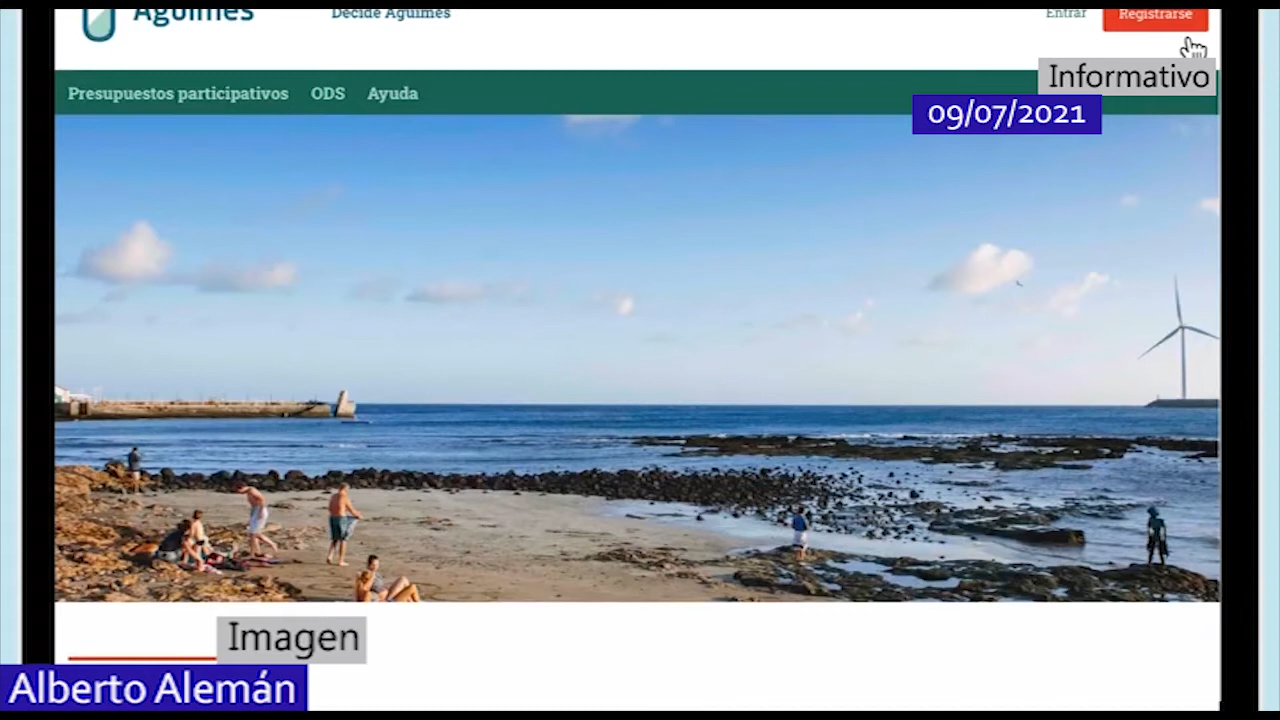 Agüimes
Decide Agüimes
Entrar
Registrarse
Presupuestos participativos
ODS
Ayuda
Informativo
09/07/2021
Imagen
Alberto Alemán